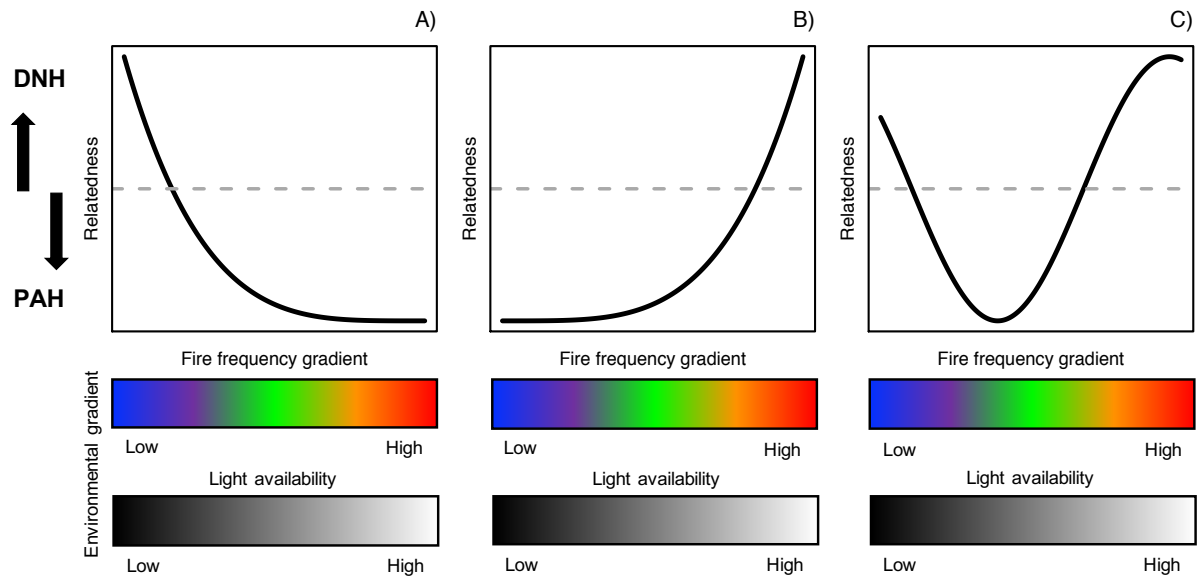 A)
B)
C)
DNH
PAH
Relatedness
Relatedness
Relatedness
Fire frequency gradient
Fire frequency gradient
Fire frequency gradient
Environmental gradient
Low High
Low High
Low High
Light availability
Light availability
Light availability
Low High
Low High
Low High